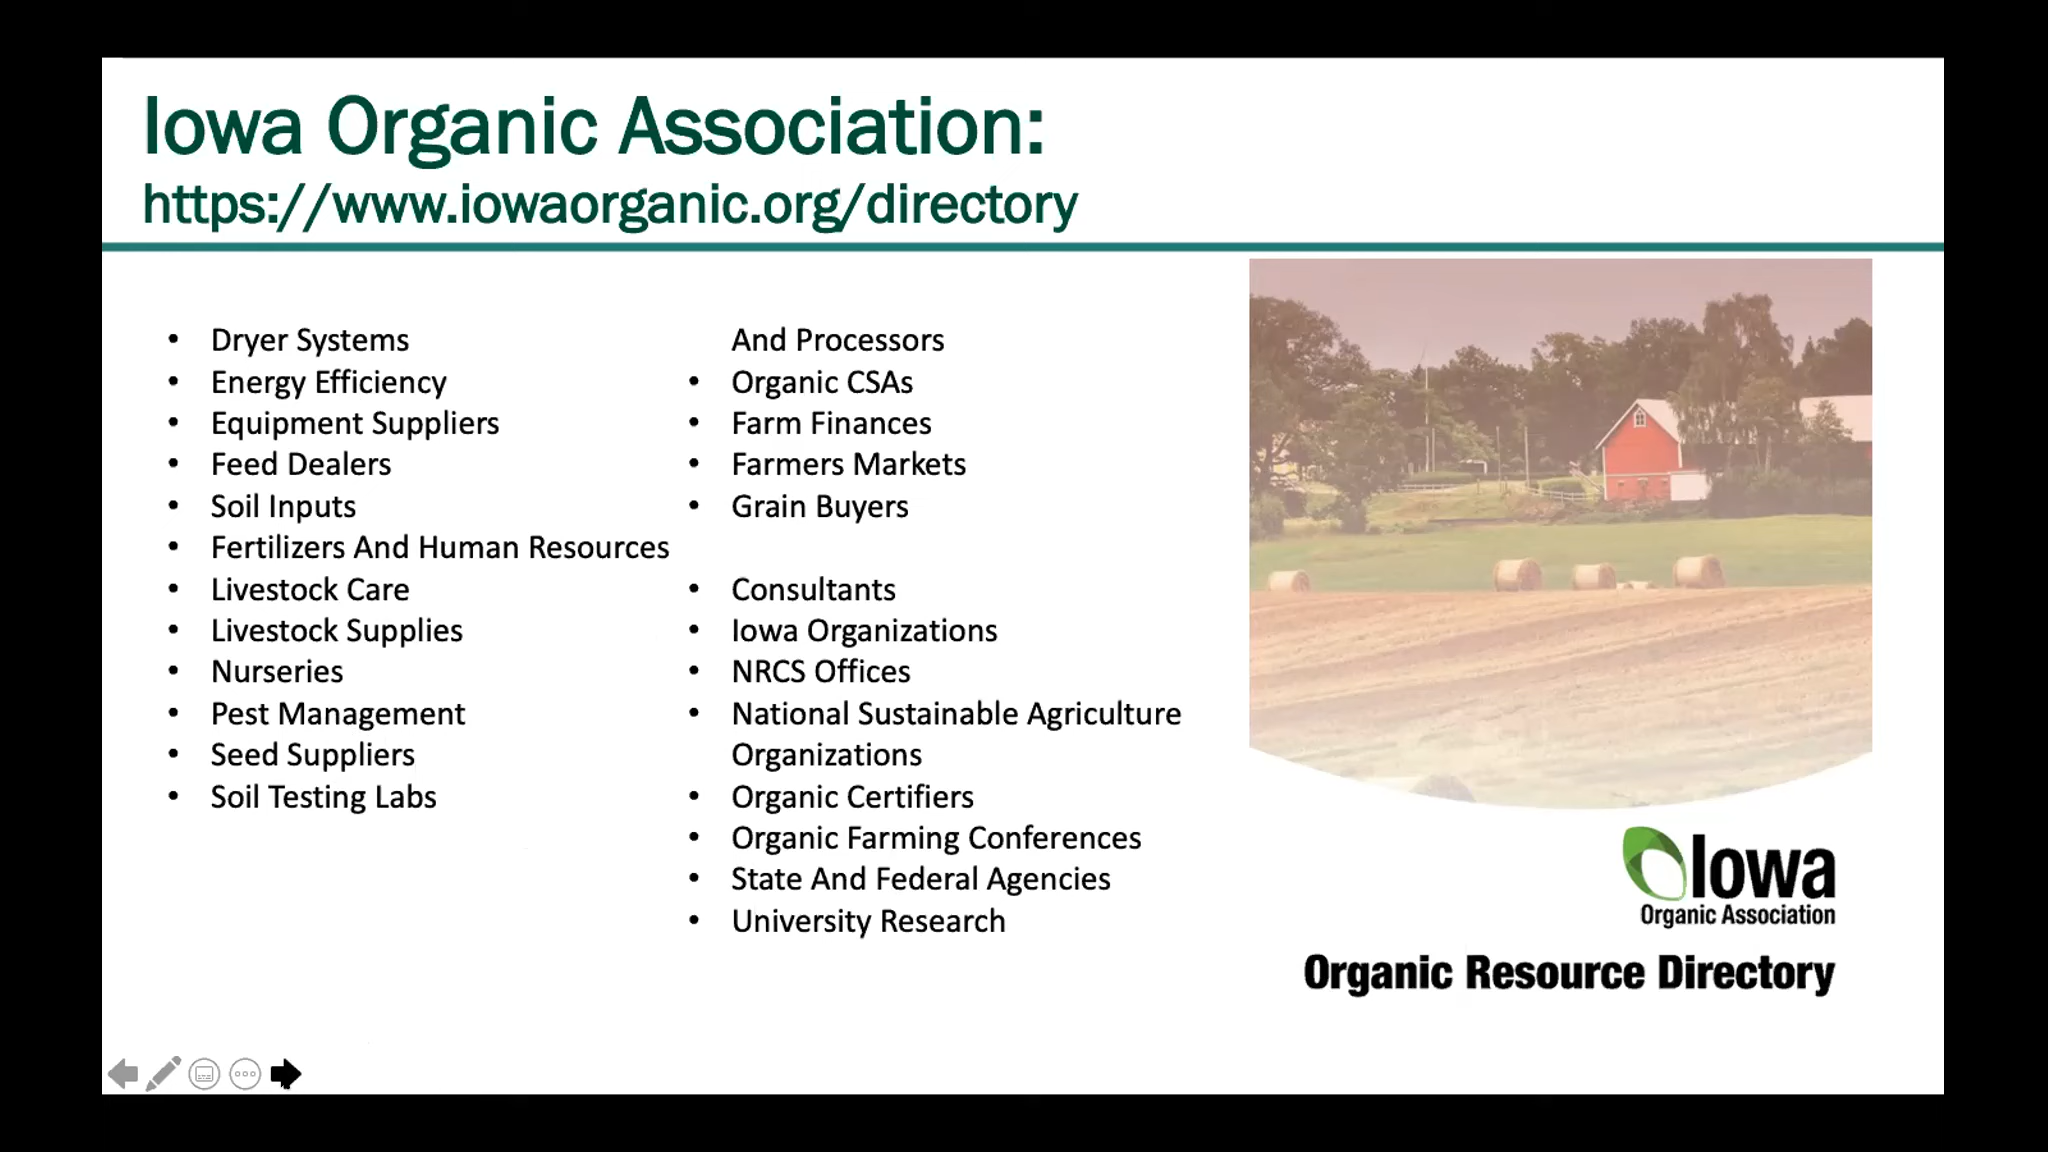 Iowa Organic Association:
https://www.iowaorganic.org/directory
• Dryer Systems
• Energy Efficiency
• Equipment Suppliers
• Feed Dealers
• Soil Inputs
• Fertilizers And Human Resources
• Livestock Care
• Livestock Supplies
• Nurseries
• Pest Management
• Seed Suppliers
• Soil Testing Labs
And Processors
• Organic CSAs
• Farm Finances
• Farmers Markets
• Grain Buyers
• Consultants
• Iowa Organizations
• NRCS Offices
• National Sustainable Agriculture
Organizations
• Organic Certifiers
• Organic Farming Conferences
• State And Federal Agencies
• University Research
Iowa
Organic Association
Organic Resource Directory